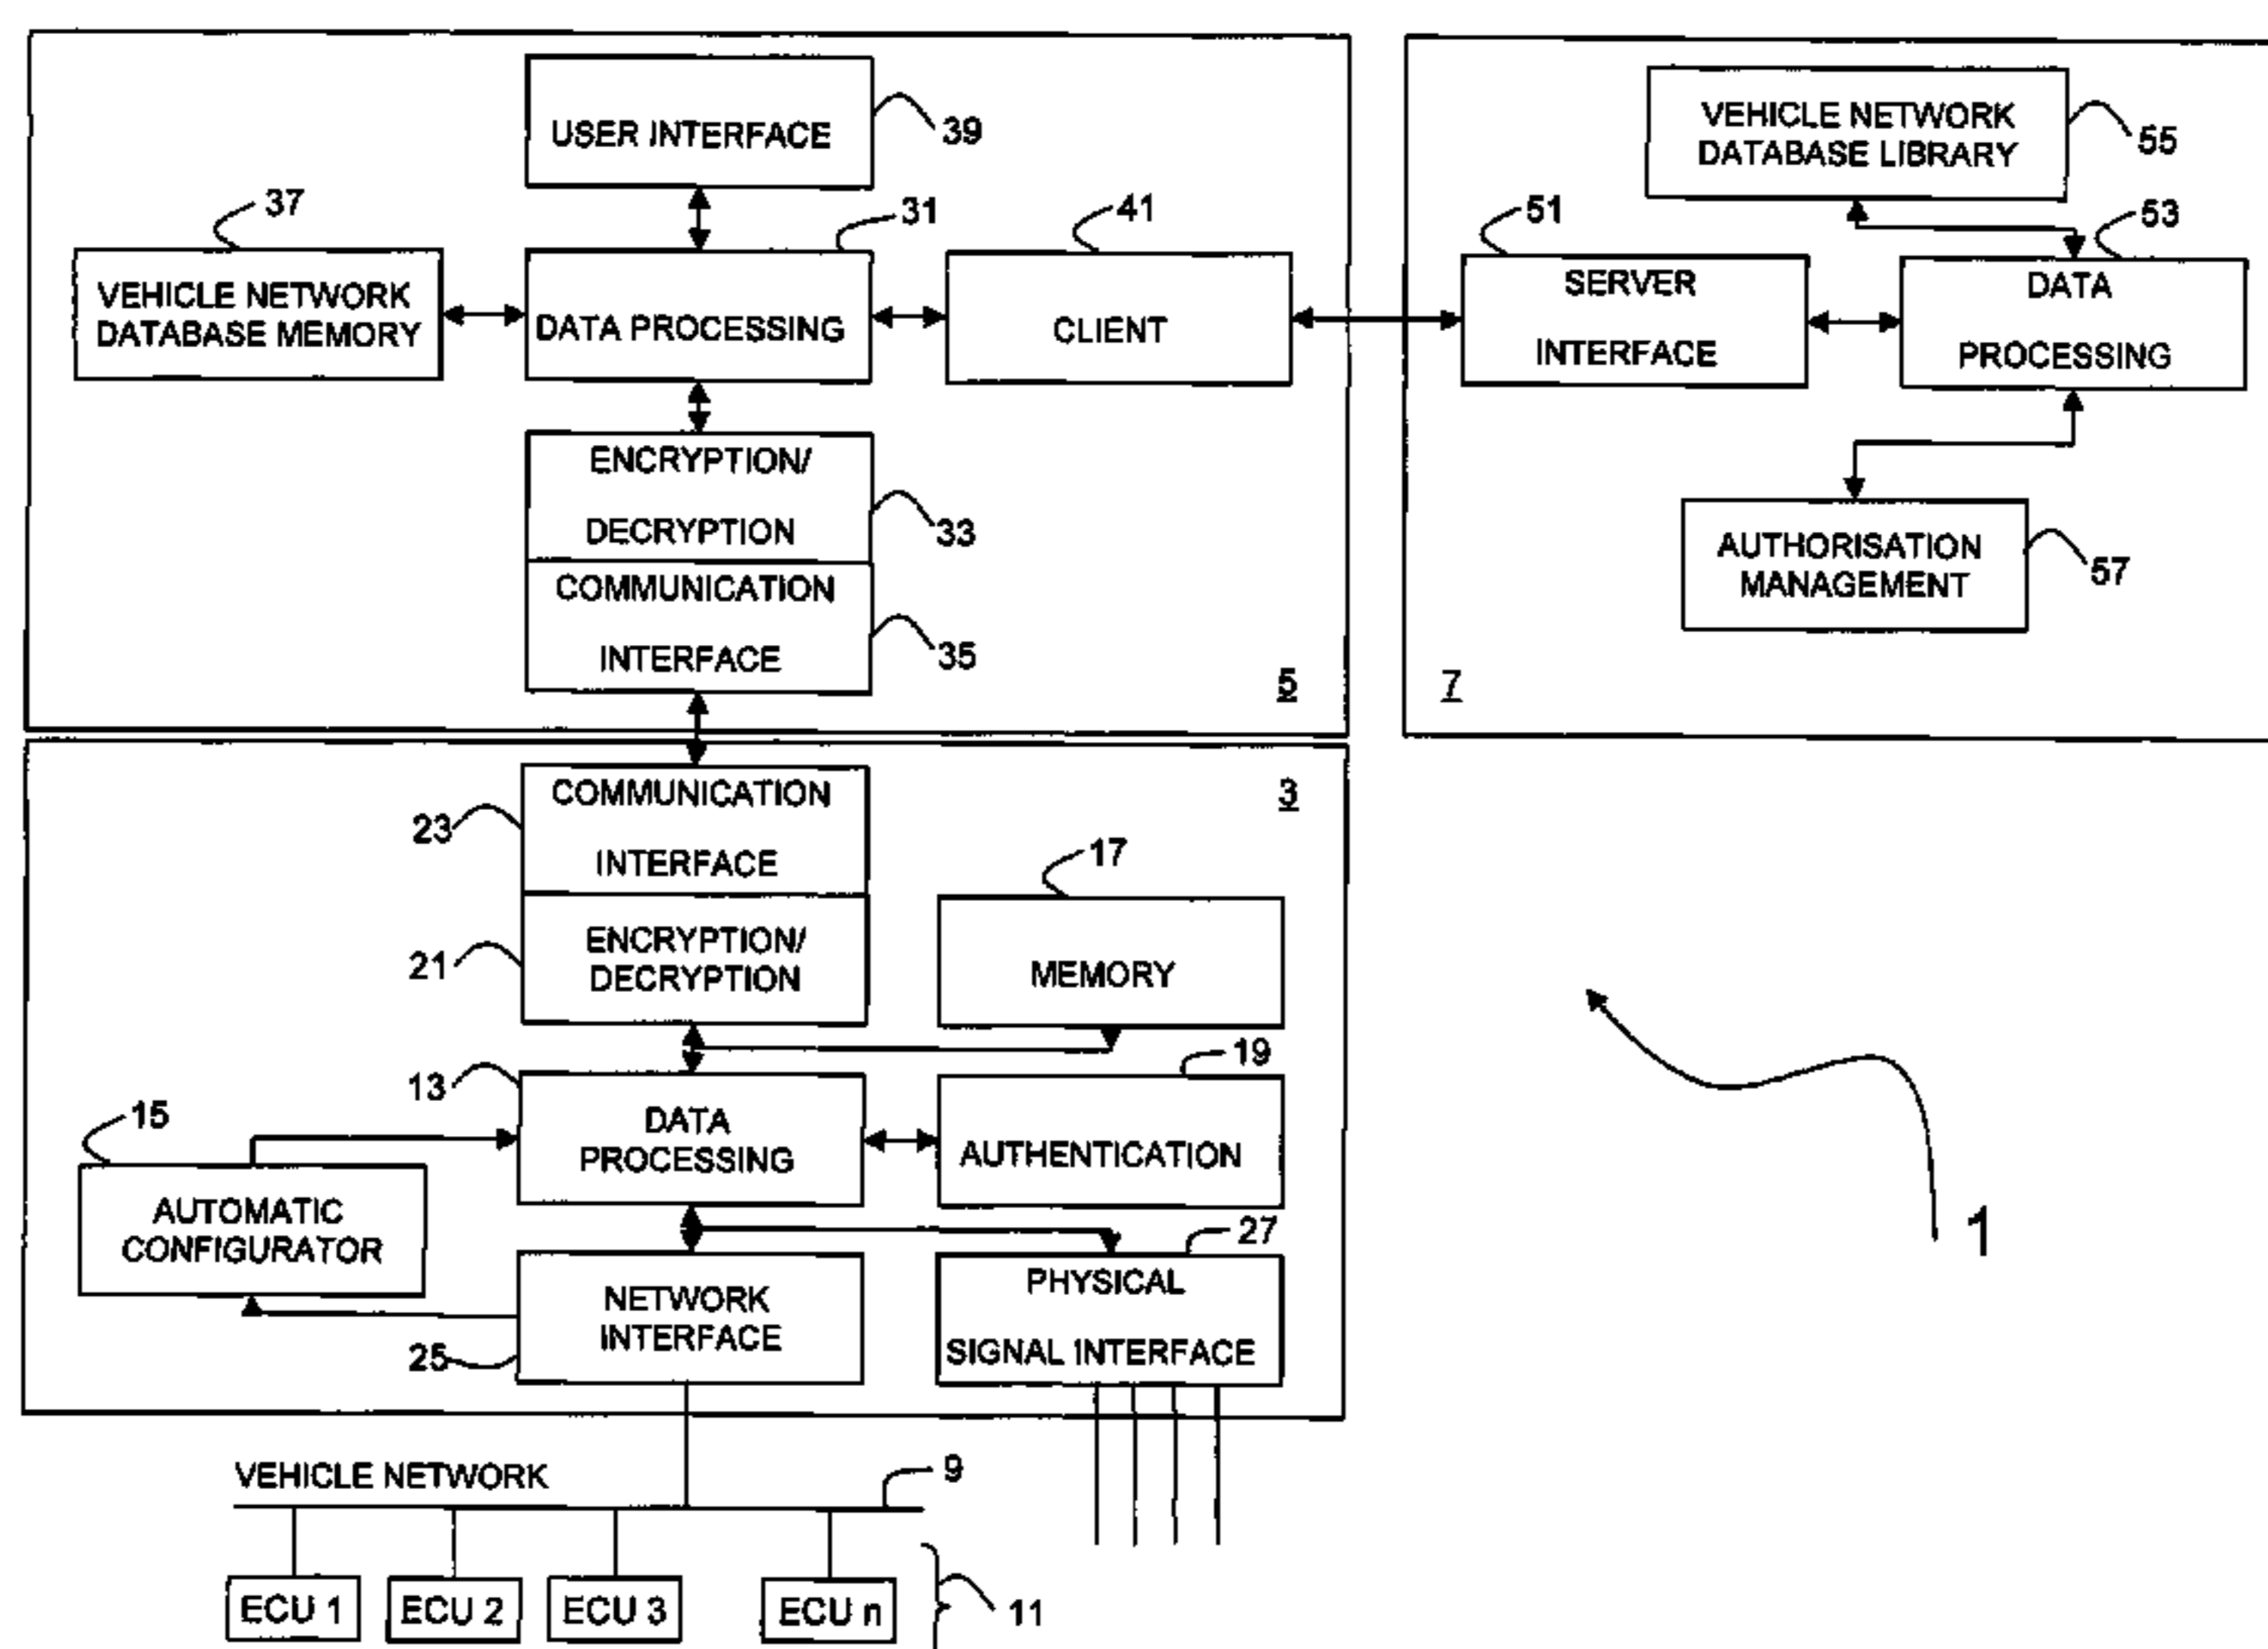 USER INTERFACE
39
37
VEHICLE NETWORK
DATABASE MEMORY
31
DATA PROCESSING
41
CLIENT
ENCRYPTION/
DECRYPTION
33
COMMUNICATION
INTERFACE
35
5
VEHICLE NETWORK
DATABASE LIBRARY
55
51
SERVER
INTERFACE
53
DATA
PROCESSING
AUTHORISATION
MANAGEMENT
57
7
3
COMMUNICATION
INTERFACE
23
ENCRYPTION/
DECRYPTION
21
17
MEMORY
13
DATA
PROCESSING
19
AUTHENTICATION
15
AUTOMATIC
CONFIGURATOR
NETWORK
INTERFACE
25
27
PHYSICAL
SIGNAL INTERFACE
1
VEHICLE NETWORK
9
ECU 1
ECU 2
ECU 3
ECU n
11